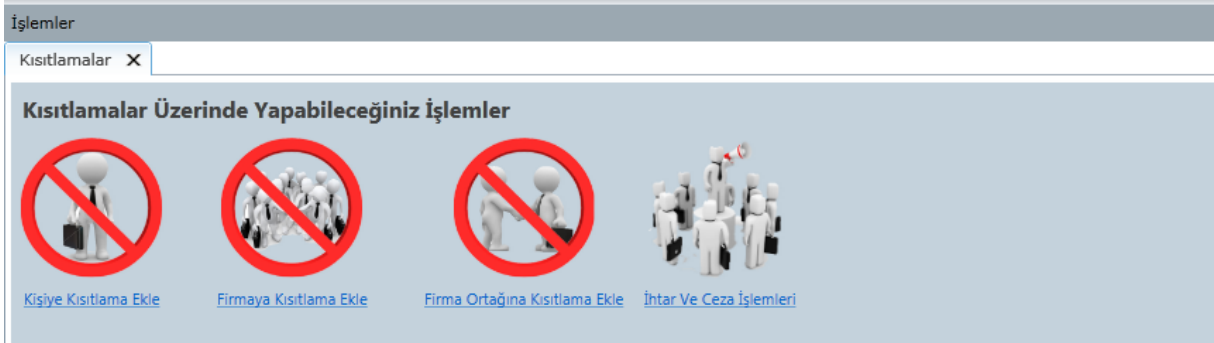 İşlemler
Kısıtlamalar X
Kısıtlamalar Üzerinde Yapabileceğiniz İşlemler
Kişiye Kısıtlama Ekle
Firmaya Kısıtlama Ekle
Firma Ortağına Kısıtlama Ekle
İhtar Ve Ceza İşlemleri